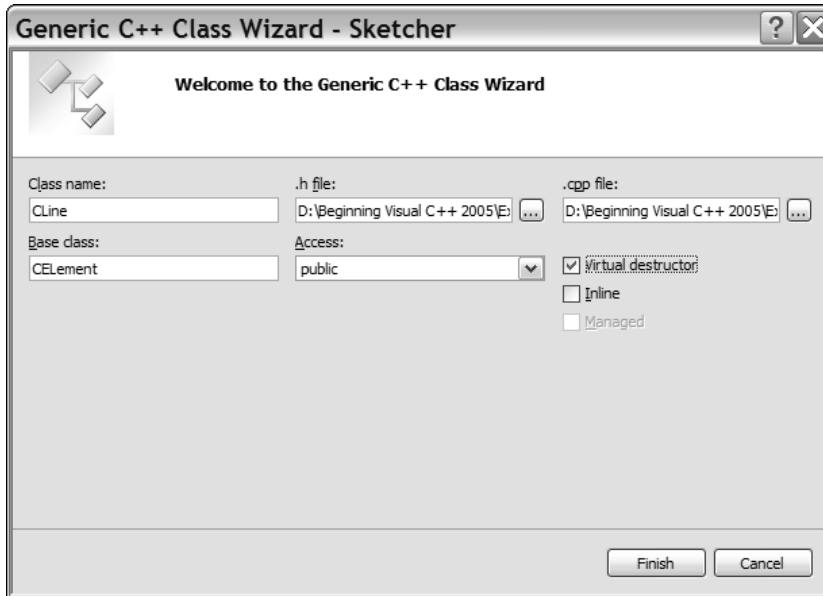 Generic C++ Class Wizard - Sketcher
Welcome to the Generic C++ Class Wizard
Class name: .h file: .cpp file:
CLine D:\Beginning Visual C++ 2005\E ... D:\Beginning Visual C++ 2005\E ...
Base class: Access:
CELement public
Virtual destructor
Inline
Managed
Finish Cancel